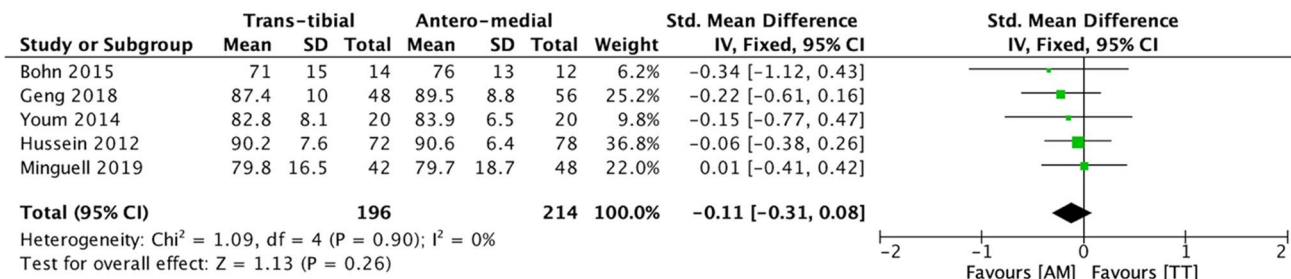 Trans-tibial Antero-medial Std. Mean Difference Std. Mean Difference
Study or Subgroup Mean SD Total Mean SD Total Weight IV, Fixed, 95% CI IV, Fixed, 95% CI
Bohn 2015 71 15 14 76 13 12 6.2% -0.34 [-1.12, 0.43]
Geng 2018 87.4 10 48 89.5 8.8 56 25.2% -0.22 [-0.61, 0.16]
Youm 2014 82.8 8.1 20 83.9 6.5 20 9.8% -0.15 [-0.77, 0.47]
Hussein 2012 90.2 7.6 72 90.6 6.4 78 36.8% -0.06 [-0.38, 0.26]
Minguell 2019 79.8 16.5 42 79.7 18.7 48 22.0% 0.01 [-0.41, 0.42]
Total (95% CI) 196 214 100.0% -0.11 [-0.31, 0.08]
Heterogeneity: Chi² = 1.09, df = 4 (P = 0.90); I² = 0%
Test for overall effect: Z = 1.13 (P = 0.26)
-2 -1 0 1 2
Favours [AM] Favours [TT]